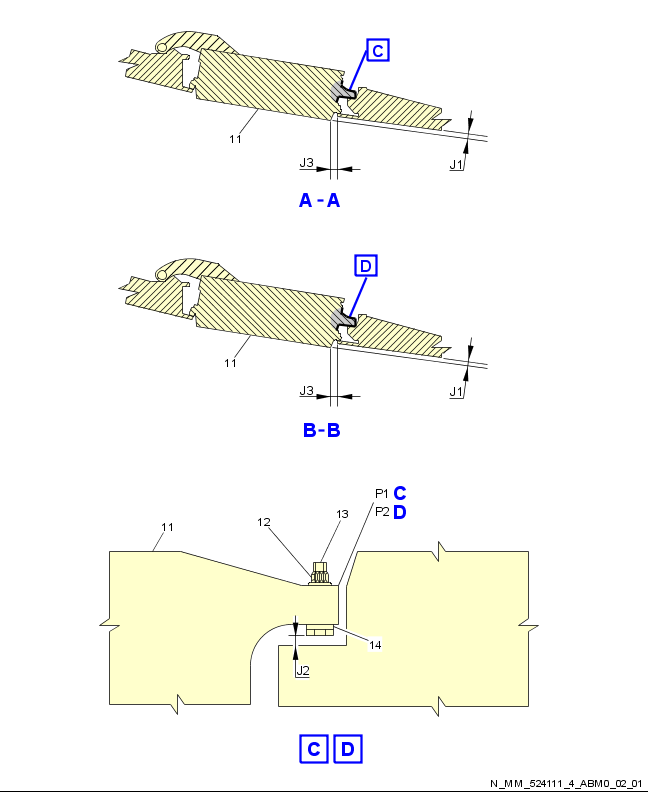 C
11
J3
J1
A - A
D
11
J3
J1
B-B
P1 C
P2 D
13
12
11
14
J2
C D
N_MM_524111_4_ABM0_02_01